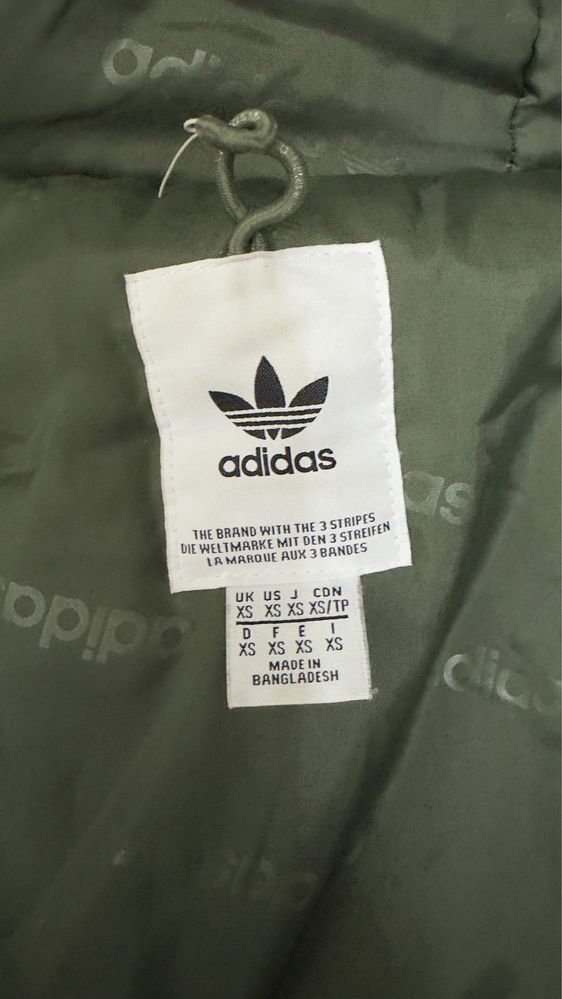 adidas
THE BRAND WITH THE 3 STRIPES
DIE WELTMARKE MIT DEN 3 STREIFEN
LA MARQUE AUX 3 BANDES
UK US J CDN
XS XS XS XS/TP
D F E I
XS XS XS XS
MADE IN
BANGLADESH
adidas